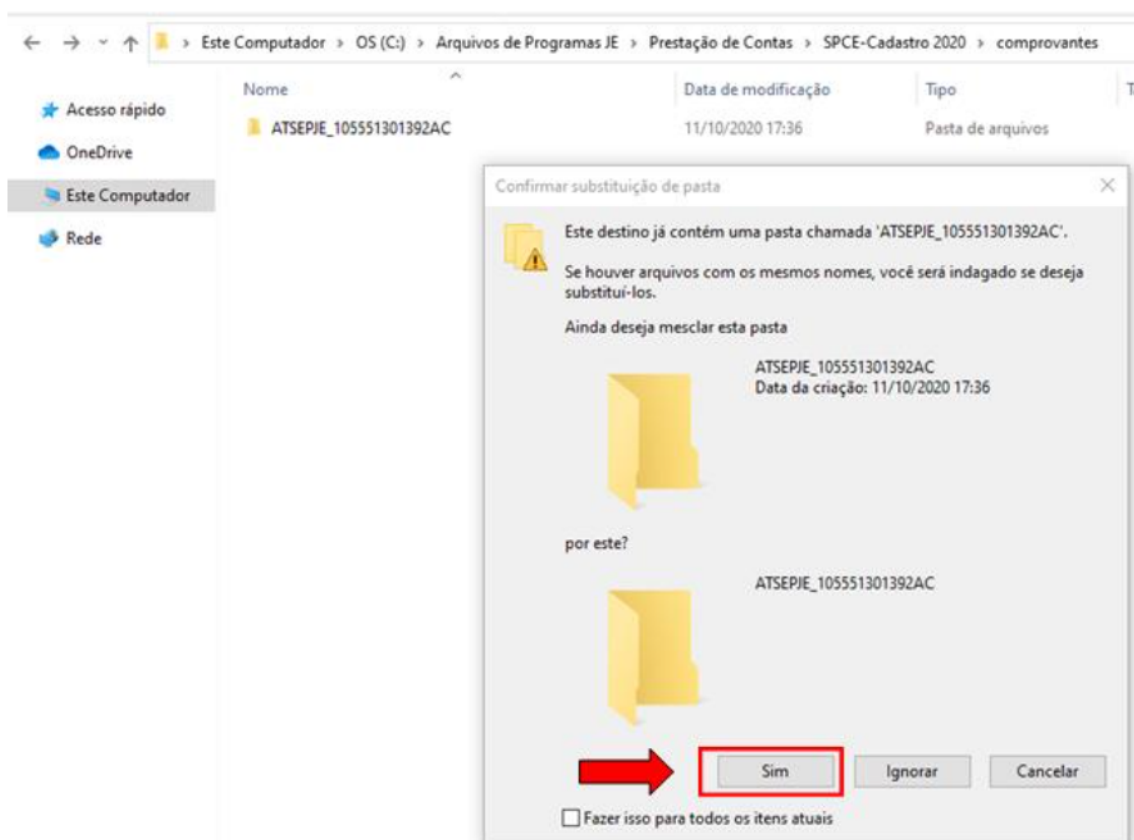 Este Computador > OS (C:) > Arquivos de Programas JE > Prestação de Contas > SPCE-Cadastro 2020 > comprovantes
Nome Data de modificação Tipo
Acesso rápido
ATSEPJE_105551301392AC 11/10/2020 17:36 Pasta de arquivos
OneDrive
Este Computador
Rede
Confirmar substituição de pasta
Este destino já contém uma pasta chamada 'ATSEPJE_105551301392AC'.
Se houver arquivos com os mesmos nomes, você será indagado se deseja
substituí-los.
Ainda deseja mesclar esta pasta
ATSEPJE_105551301392AC
Data da criação: 11/10/2020 17:36
por este?
ATSEPJE_105551301392AC
Sim Ignorar Cancelar
Fazer isso para todos os itens atuais